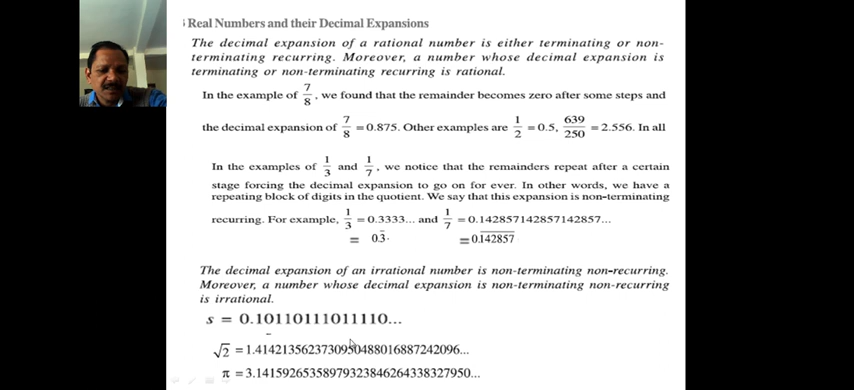 Real Numbers and their Decimal Expansions
The decimal expansion of a rational number is either terminating or non-
terminating recurring. Moreover, a number whose decimal expansion is
terminating or non-terminating recurring is rational.
In the example of 7/8, we found that the remainder becomes zero after some steps and
the decimal expansion of 7/8 = 0.875. Other examples are 1/2 = 0.5, 639/250 = 2.556. In all
In the examples of 1/3 and 1/7, we notice that the remainders repeat after a certain
stage forcing the decimal expansion to go on for ever. In other words, we have a
repeating block of digits in the quotient. We say that this expansion is non-terminating
recurring. For example, 1/3 = 0.3333... and 1/7 = 0.142857142857142857...
= 0.3̅. = 0.1̅4̅2̅8̅5̅7̅
The decimal expansion of an irrational number is non-terminating non-recurring.
Moreover, a number whose decimal expansion is non-terminating non-recurring
is irrational.
s = 0.10110111011110...
√2 = 1.4142135623730950488016887242096...
π = 3.14159265358979323846264338327950...